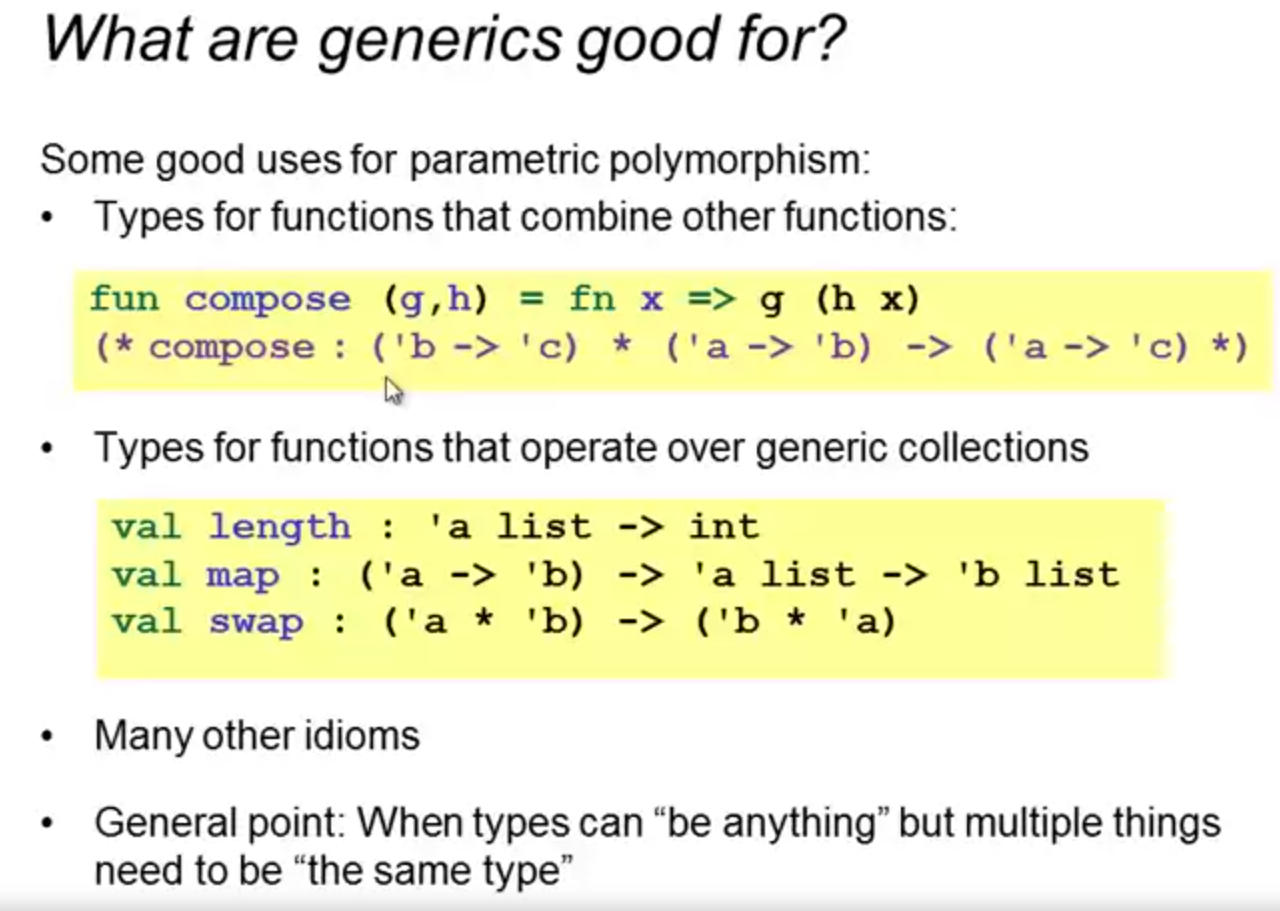 What are generics good for?
Some good uses for parametric polymorphism:
• Types for functions that combine other functions:
fun compose (g,h) = fn x => g (h x)
(* compose : ('b -> 'c) * ('a -> 'b) -> ('a -> 'c) *)
• Types for functions that operate over generic collections
val length : 'a list -> int
val map : ('a -> 'b) -> 'a list -> 'b list
val swap : ('a * 'b) -> ('b * 'a)
• Many other idioms
• General point: When types can “be anything” but multiple things
need to be “the same type”